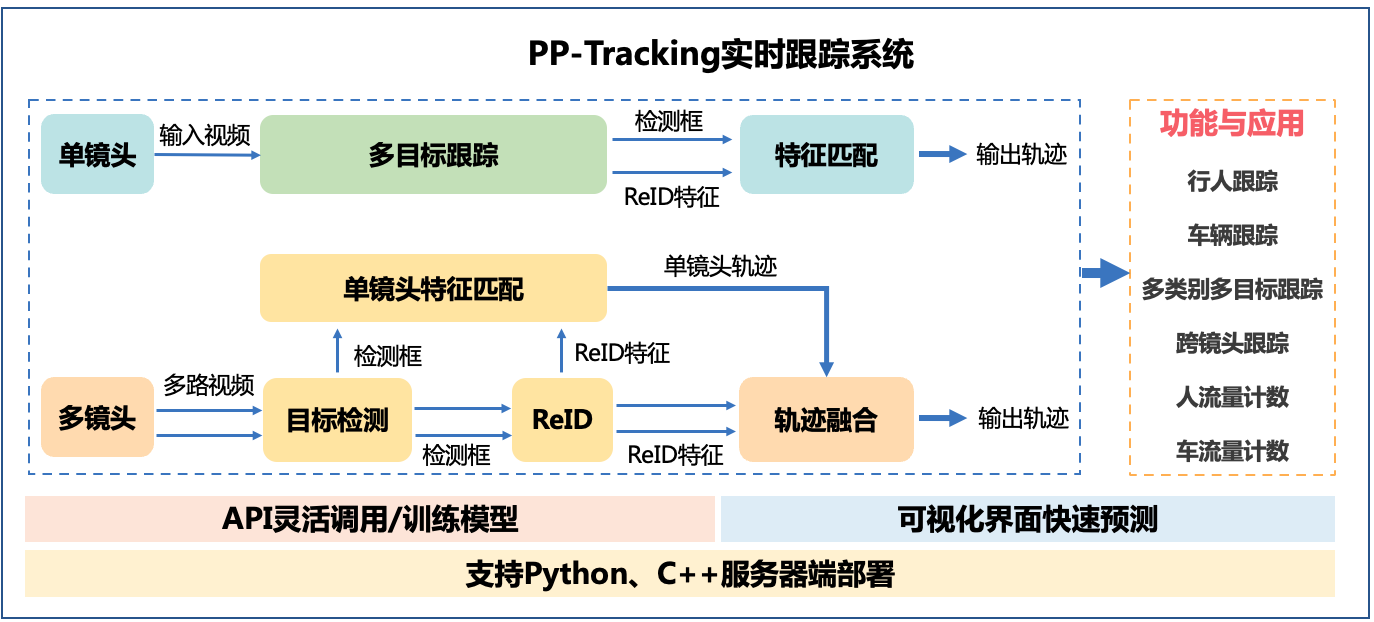 PP-Tracking实时跟踪系统
单镜头
输入视频
多目标跟踪
检测框
ReID特征
特征匹配
输出轨迹
单镜头特征匹配
单镜头轨迹
检测框
ReID特征
多镜头
多路视频
目标检测
检测框
ReID
ReID特征
轨迹融合
输出轨迹
功能与应用
行人跟踪
车辆跟踪
多类别多目标跟踪
跨镜头跟踪
人流量计数
车流量计数
API灵活调用/训练模型
可视化界面快速预测
支持Python、C++服务器端部署